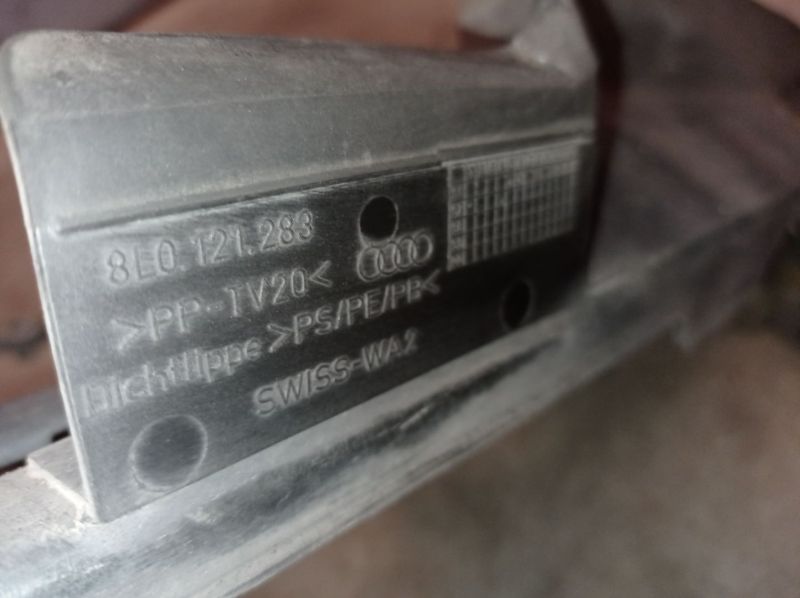 8E0.121.283
>PP-TV20<
Dichtlippe >PS/PE/PB<
SWISS-WA2